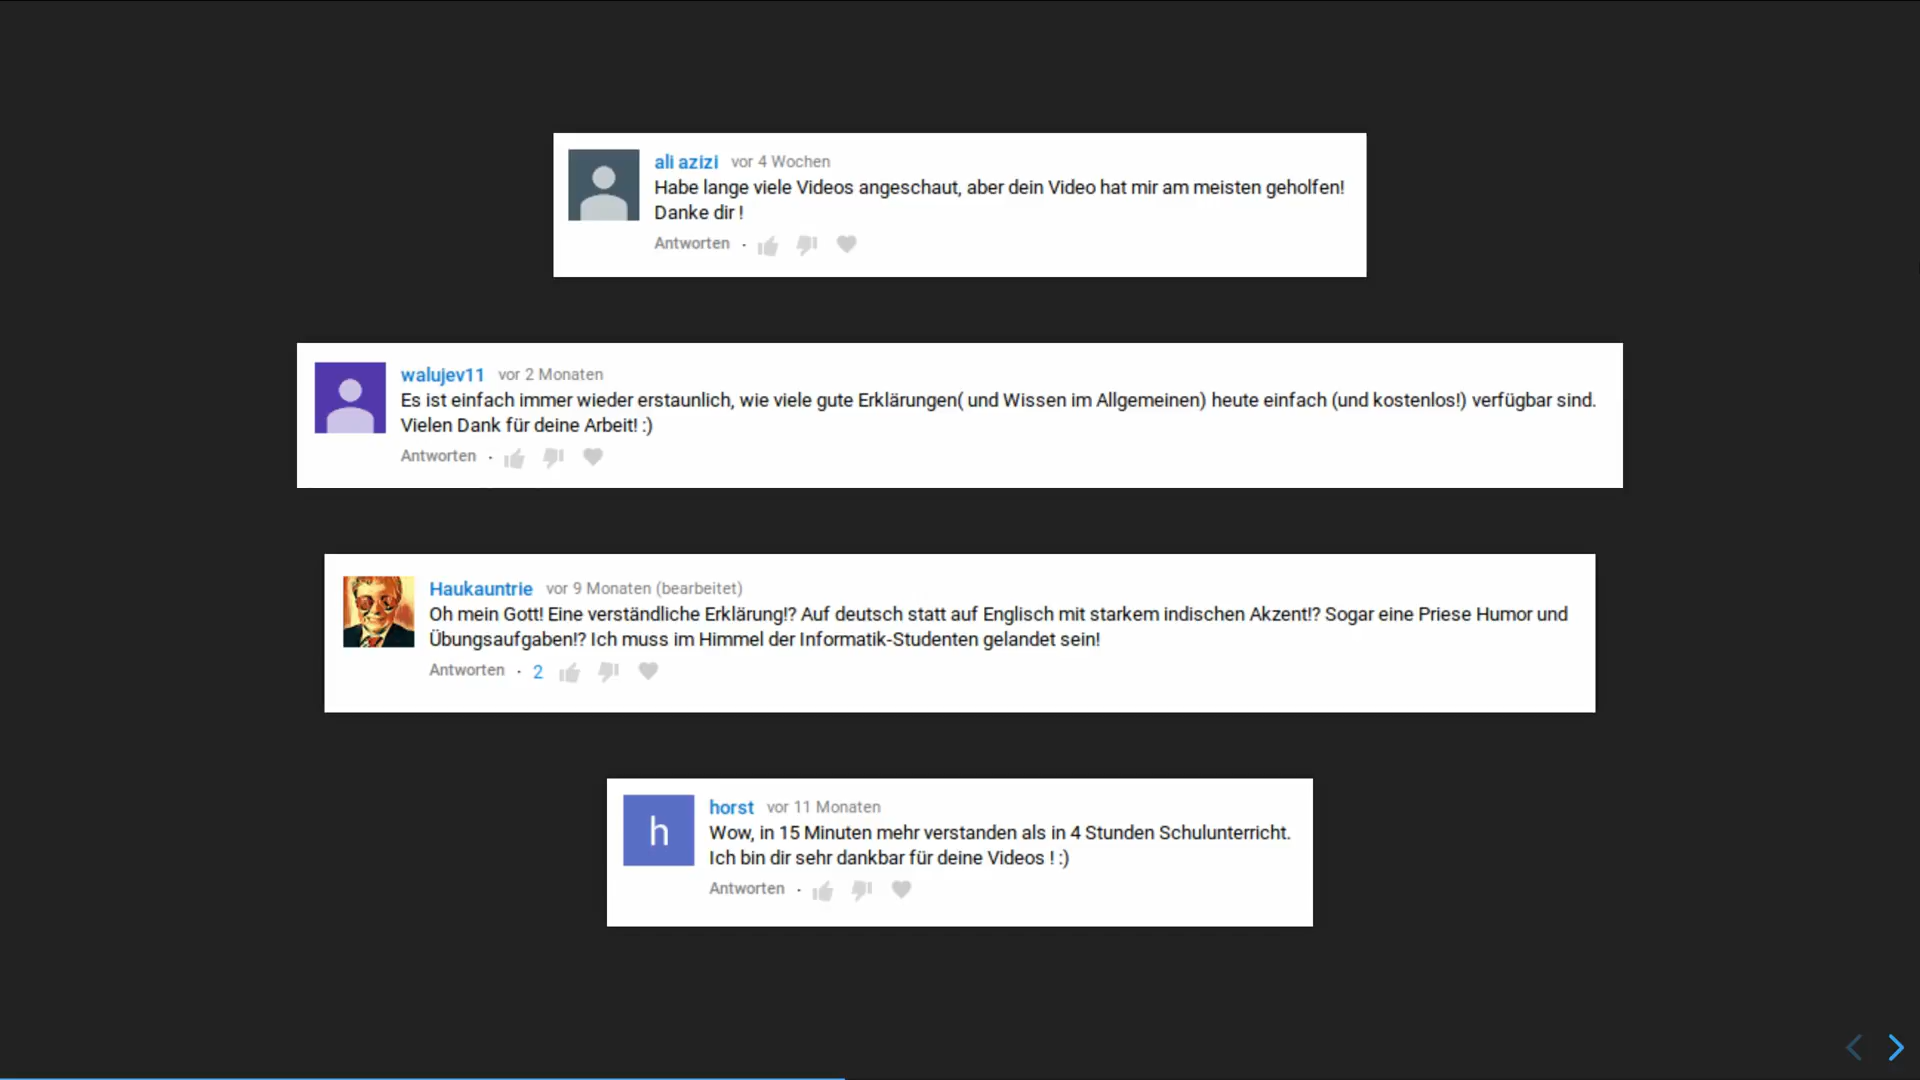 ali azizi vor 4 Wochen
Habe lange viele Videos angeschaut, aber dein Video hat mir am meisten geholfen!
Danke dir !
Antworten ·
walujev11 vor 2 Monaten
Es ist einfach immer wieder erstaunlich, wie viele gute Erklärungen( und Wissen im Allgemeinen) heute einfach (und kostenlos!) verfügbar sind.
Vielen Dank für deine Arbeit! :)
Antworten ·
Haukauntrie vor 9 Monaten (bearbeitet)
Oh mein Gott! Eine verständliche Erklärung!? Auf deutsch statt auf Englisch mit starkem indischen Akzent!? Sogar eine Priese Humor und
Übungsaufgaben!? Ich muss im Himmel der Informatik-Studenten gelandet sein!
Antworten · 2
h
horst vor 11 Monaten
Wow, in 15 Minuten mehr verstanden als in 4 Stunden Schulunterricht.
Ich bin dir sehr dankbar für deine Videos ! :)
Antworten ·